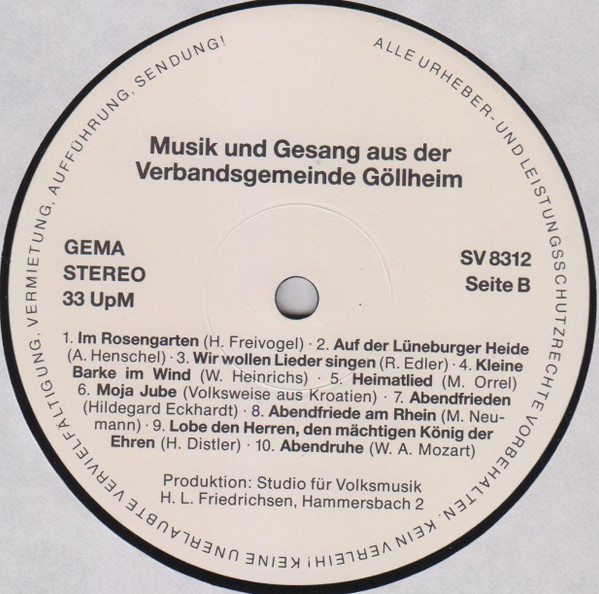 ALLE URHEBER- UND LEISTUNGSSCHUTZRECHTE VORBEHALTEN. KEIN VERLEIH! KEINE UNERLAUBTE VERVIELFÄLTIGUNG, VERMIETUNG, AUFFÜHRUNG, SENDUNG!
Musik und Gesang aus der
Verbandsgemeinde Göllheim
GEMA
STEREO
33 UpM
SV 8312
Seite B
1. Im Rosengarten (H. Freivogel) · 2. Auf der Lüneburger Heide
(A. Henschel) · 3. Wir wollen Lieder singen (R. Edler) · 4. Kleine
Barke im Wind (W. Heinrichs) · 5. Heimatlied (M. Orrel)
6. Moja Jube (Volksweise aus Kroatien) · 7. Abendfrieden
(Hildegard Eckhardt) · 8. Abendfriede am Rhein (M. Neu-
mann) · 9. Lobe den Herren, den mächtigen König der
Ehren (H. Distler) · 10. Abendruhe (W. A. Mozart)
Produktion: Studio für Volksmusik
H. L. Friedrichsen, Hammersbach 2